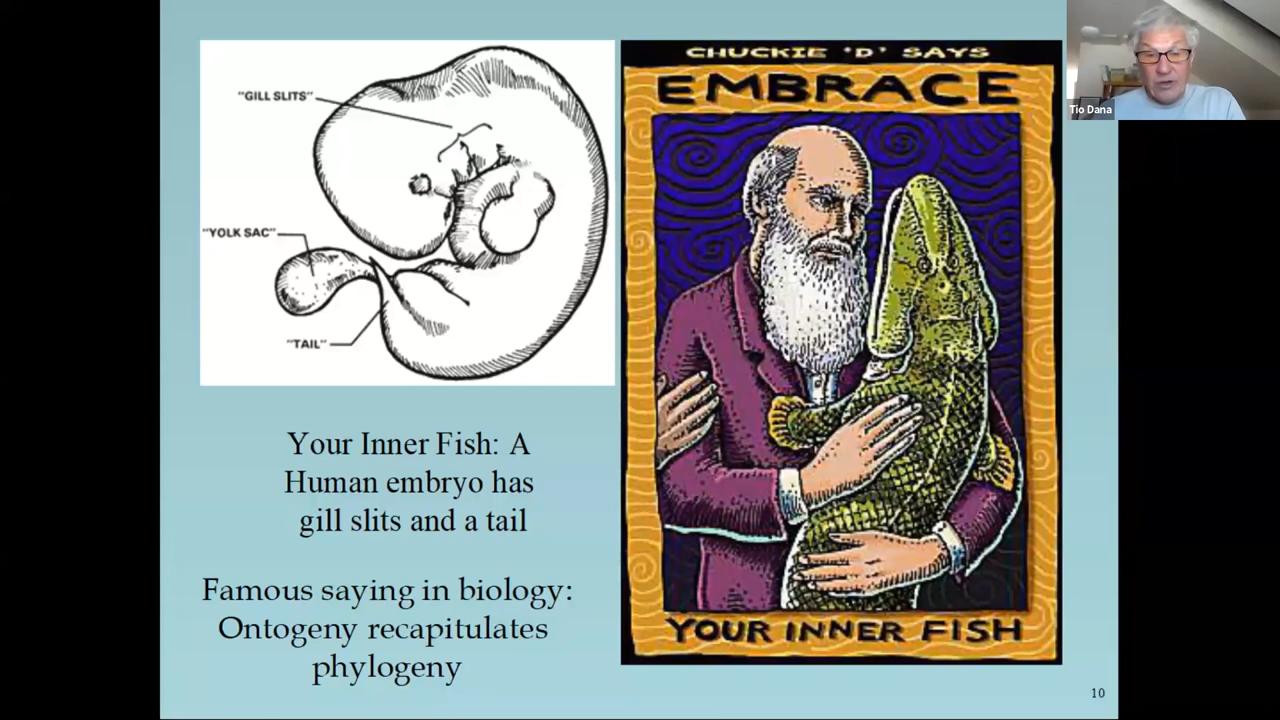 "GILL SLITS"
"YOLK SAC"
"TAIL"
Your Inner Fish: A
Human embryo has
gill slits and a tail
Famous saying in biology:
Ontogeny recapitulates
phylogeny
CHUCKIE 'D' SAYS
EMBRACE
YOUR INNER FISH
Tio Dana
10